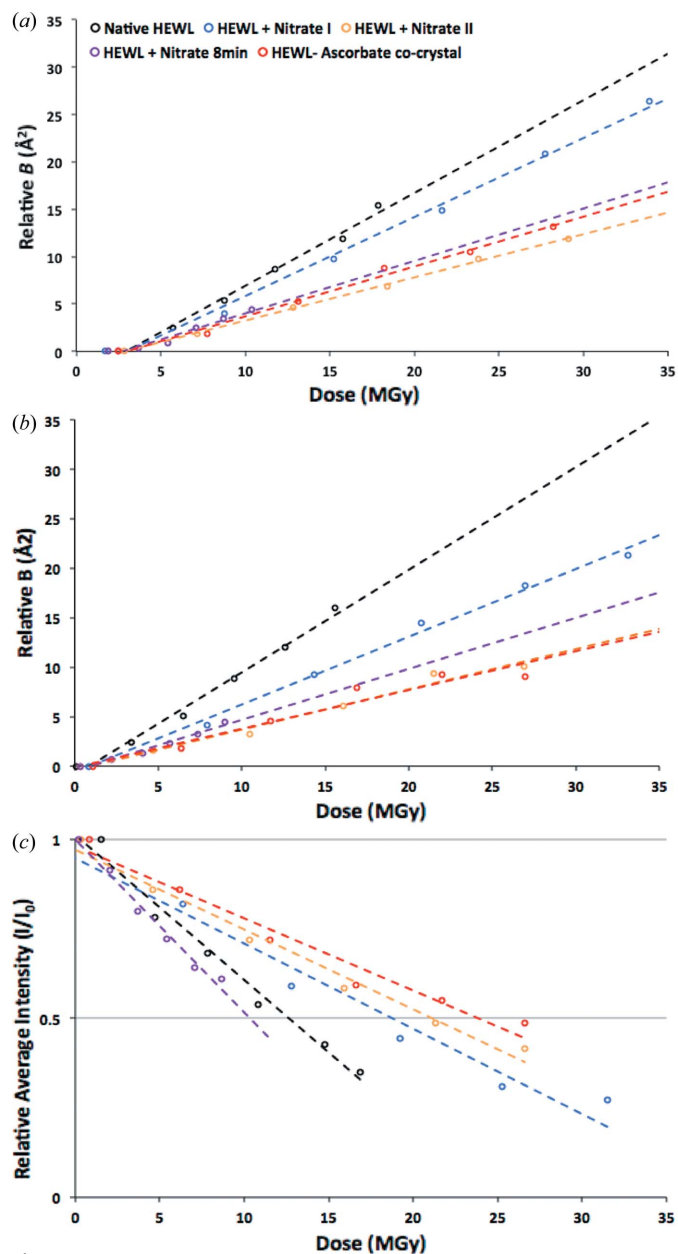 (a)
Native HEWL HEWL + Nitrate I HEWL + Nitrate II
HEWL + Nitrate 8min HEWL- Ascorbate co-crystal
35
30
25
20
15
10
5
0
Relative B (Å²)
0 5 10 15 20 25 30 35
Dose (MGy)
(b)
35
30
25
20
15
10
5
0
Relative B (Å2)
0 5 10 15 20 25 30 35
Dose (MGy)
(c)
1
0.5
0
Relative Average Intensity (I/I₀)
0 5 10 15 20 25 30 35
Dose (MGy)